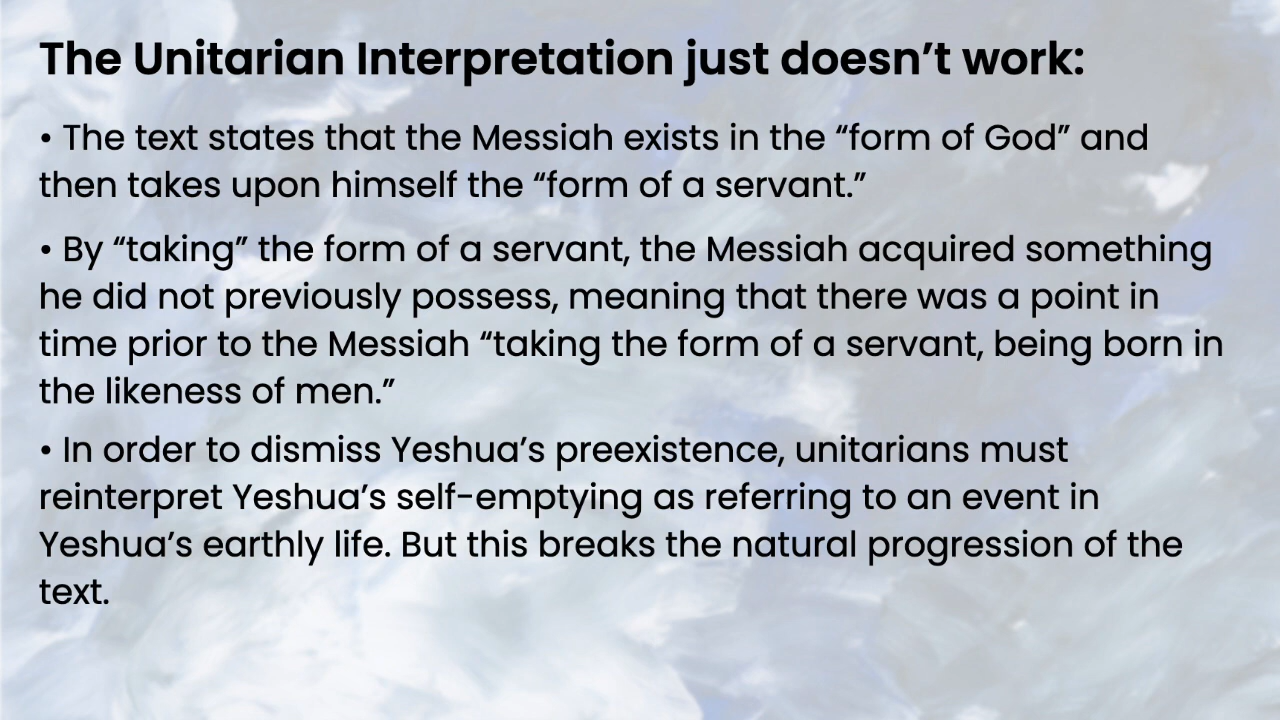 The Unitarian Interpretation just doesn’t work:
• The text states that the Messiah exists in the “form of God” and
then takes upon himself the “form of a servant.”
• By “taking” the form of a servant, the Messiah acquired something
he did not previously possess, meaning that there was a point in
time prior to the Messiah “taking the form of a servant, being born in
the likeness of men.”
• In order to dismiss Yeshua’s preexistence, unitarians must
reinterpret Yeshua’s self-emptying as referring to an event in
Yeshua’s earthly life. But this breaks the natural progression of the
text.